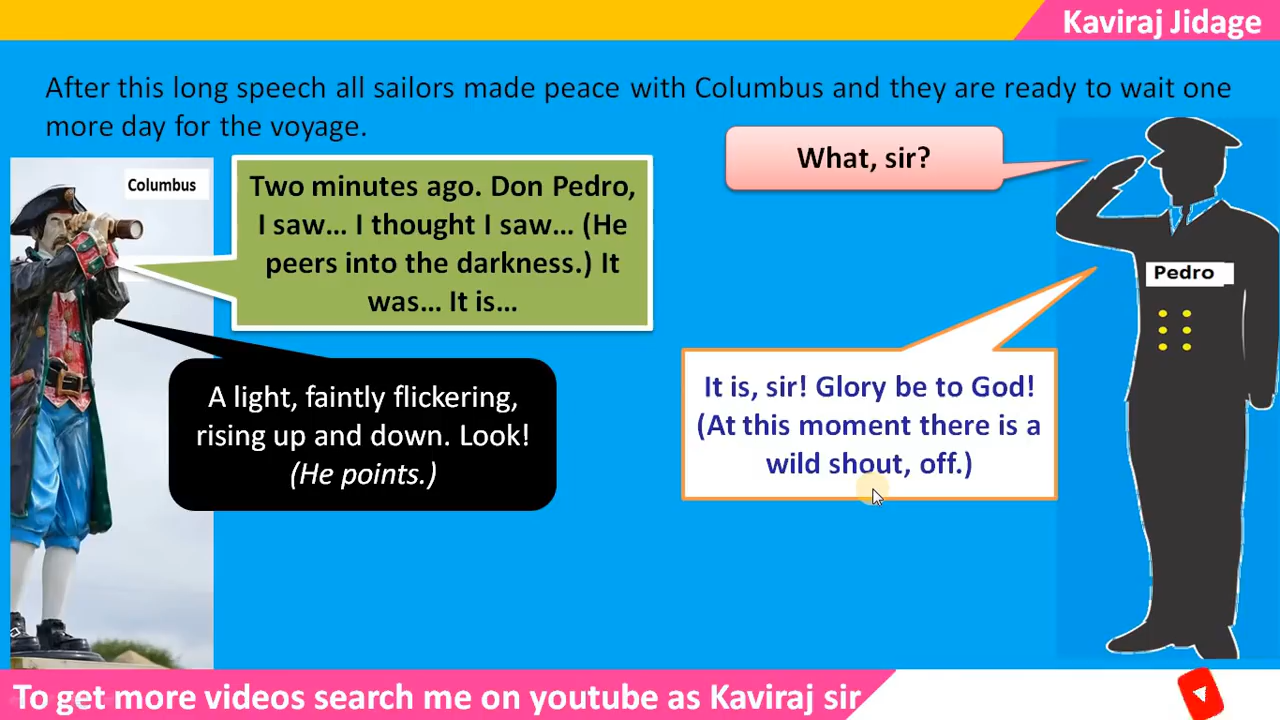 Kaviraj Jidage
After this long speech all sailors made peace with Columbus and they are ready to wait one
more day for the voyage.
Columbus
Two minutes ago. Don Pedro,
I saw... I thought I saw... (He
peers into the darkness.) It
was... It is...
What, sir?
Pedro
A light, faintly flickering,
rising up and down. Look!
(He points.)
It is, sir! Glory be to God!
(At this moment there is a
wild shout, off.)
To get more videos search me on youtube as Kaviraj sir